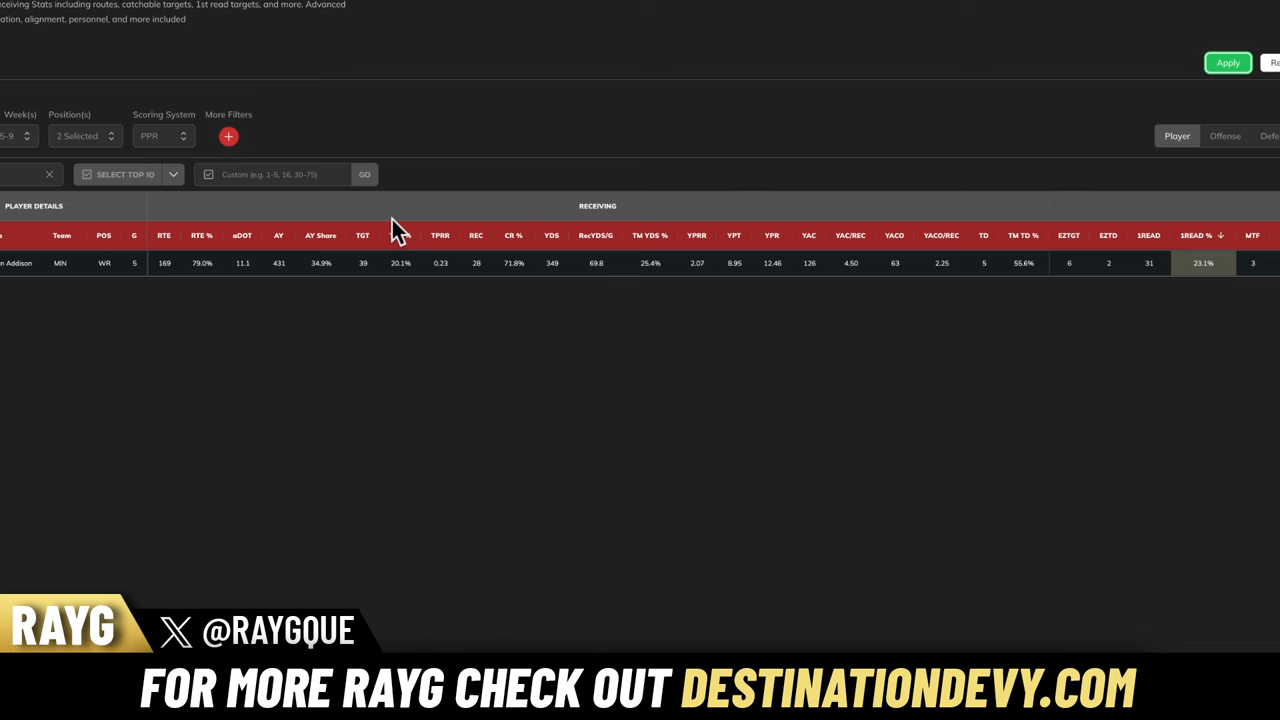 eceiving Stats including routes, catchable targets, 1st read targets, and more. Advanced
ation, alignment, personnel, and more included
Apply Re
Week(s) Position(s) Scoring System More Filters
5-9 2 Selected PPR + Player Offense Defe
× SELECT TOP 10 Custom (e.g. 1-5, 16, 30-75) GO
PLAYER DETAILS RECEIVING
Team POS G RTE RTE % aDOT AY AY Share TGT TPRR REC CR % YDS RecYDS/G TM YDS % YPRR YPT YPR YAC YAC/REC YACO YACO/REC TD TM TD % EZTGT EZTD 1READ 1READ % ↓ MTF
n Addison MIN WR 5 169 79.0% 11.1 431 34.9% 39 20.1% 0.23 28 71.8% 349 69.8 25.4% 2.07 8.95 12.46 126 4.50 63 2.25 5 55.6% 6 2 31 23.1% 3
RAYG X @RAYGQUE
FOR MORE RAYG CHECK OUT DESTINATIONDEVY.COM